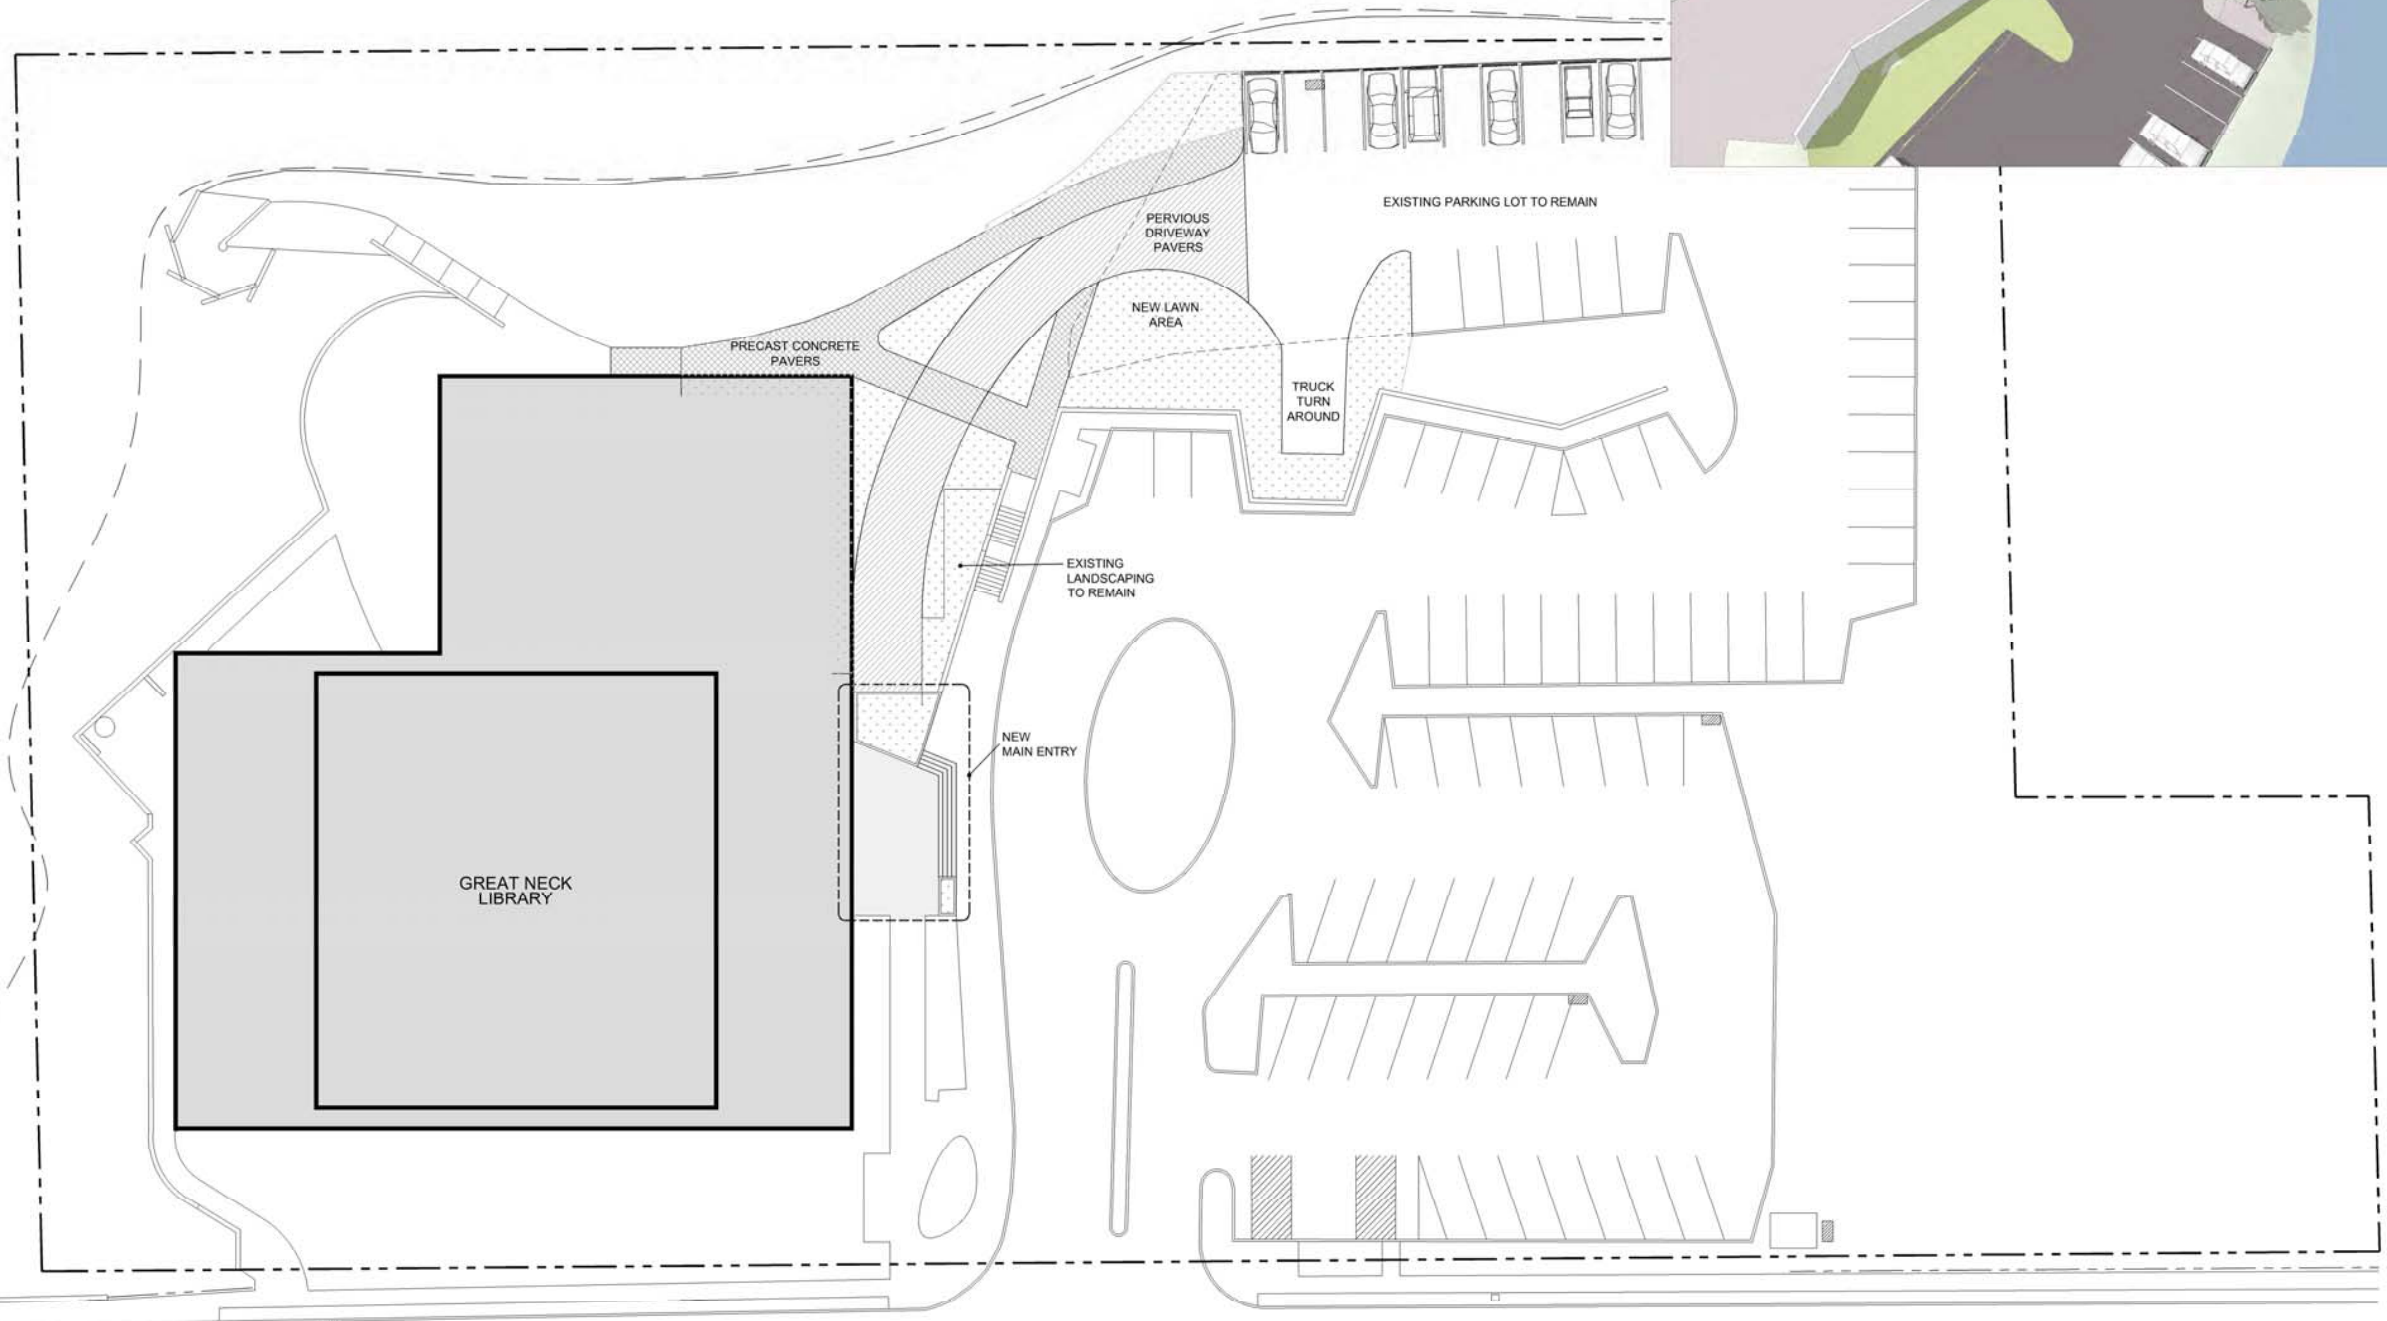 EXISTING PARKING LOT TO REMAIN
PERVIOUS
DRIVEWAY
PAVERS
NEW LAWN
AREA
PRECAST CONCRETE
PAVERS
TRUCK
TURN
AROUND
EXISTING
LANDSCAPING
TO REMAIN
NEW
MAIN ENTRY
GREAT NECK
LIBRARY